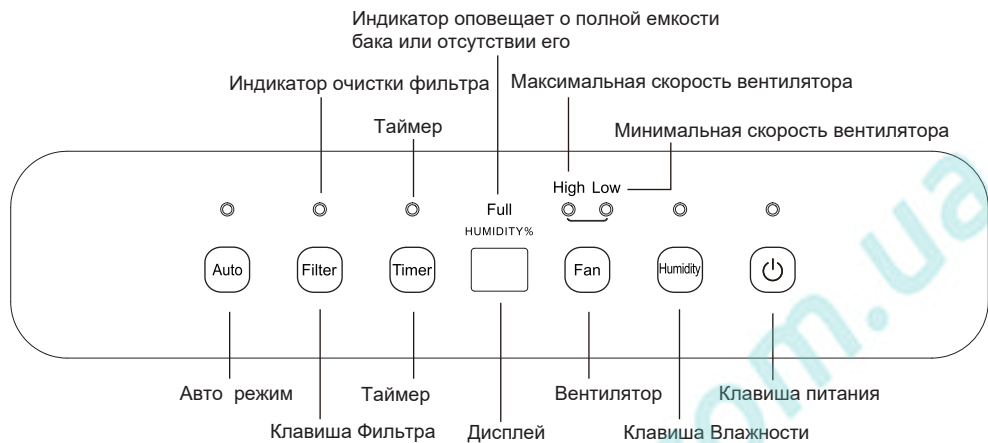 Индикатор оповещает о полной емкости
бака или отсутствии его
Индикатор очистки фильтра
Максимальная скорость вентилятора
Таймер
Минимальная скорость вентилятора
High Low
Full
HUMIDITY%
Auto
Filter
Timer
Fan
Humidity
Авто режим
Таймер
Вентилятор
Клавиша питания
Клавиша Фильтра
Дисплей
Клавиша Влажности
om.ua